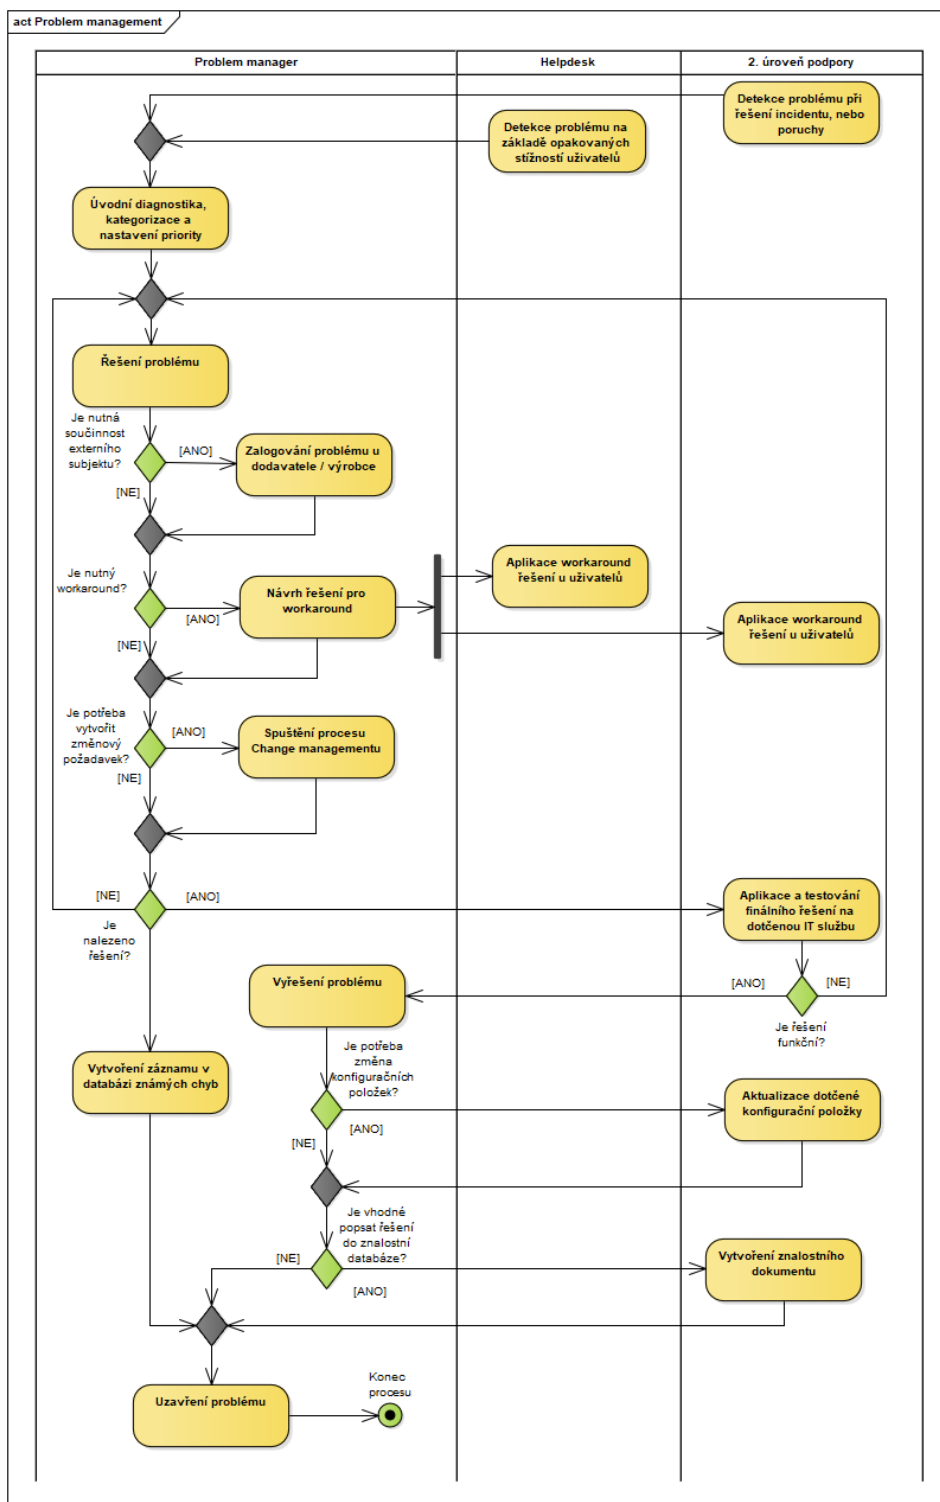 act Problem management
Problem manager
Helpdesk
2. úroveň podpory
Detekce problému při
řešení incidentu, nebo
poruchy
Detekce problému na
základě opakovaných
stížností uživatelů
Úvodní diagnostika,
kategorizace a
nastavení priority
Řešení problému
Je nutná
součinnost
externího
subjektu?
[ANO]
Zalogování problému u
dodavatele / výrobce
[NE]
Je nutný
workaround?
[ANO]
Návrh řešení pro
workaround
Aplikace workaround
řešení u uživatelů
Aplikace workaround
řešení u uživatelů
[NE]
Je potřeba
vytvořit
změnový
požadavek?
[ANO]
Spuštění procesu
Change managementu
[NE]
[NE]
[ANO]
Je
nalezeno
řešení?
Aplikace a testování
finálního řešení na
dotčenou IT službu
Vyřešení problému
[ANO]
[NE]
Je řešení
funkční?
Vytvoření záznamu v
databázi známých chyb
Je potřeba
změna
konfiguračních
položek?
[ANO]
[NE]
Aktualizace dotčené
konfigurační položky
Je vhodné
popsat řešení
do znalostní
databáze?
[NE]
[ANO]
Vytvoření znalostního
dokumentu
Uzavření problému
Konec
procesu